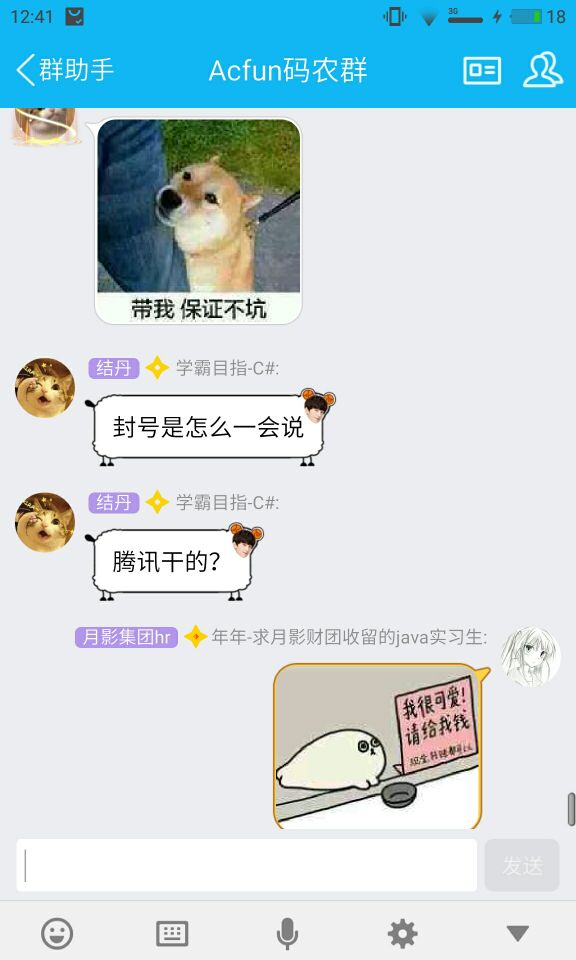 12:41
3G
18
群助手
Acfun码农群
带我 保证不坑
结丹
学霸目指-C#:
封号是怎么一会说
结丹
学霸目指-C#:
腾讯干的?
月影集团hr
年年-求月影财团收留的java实习生:
我很可爱!
请给我钱
发送